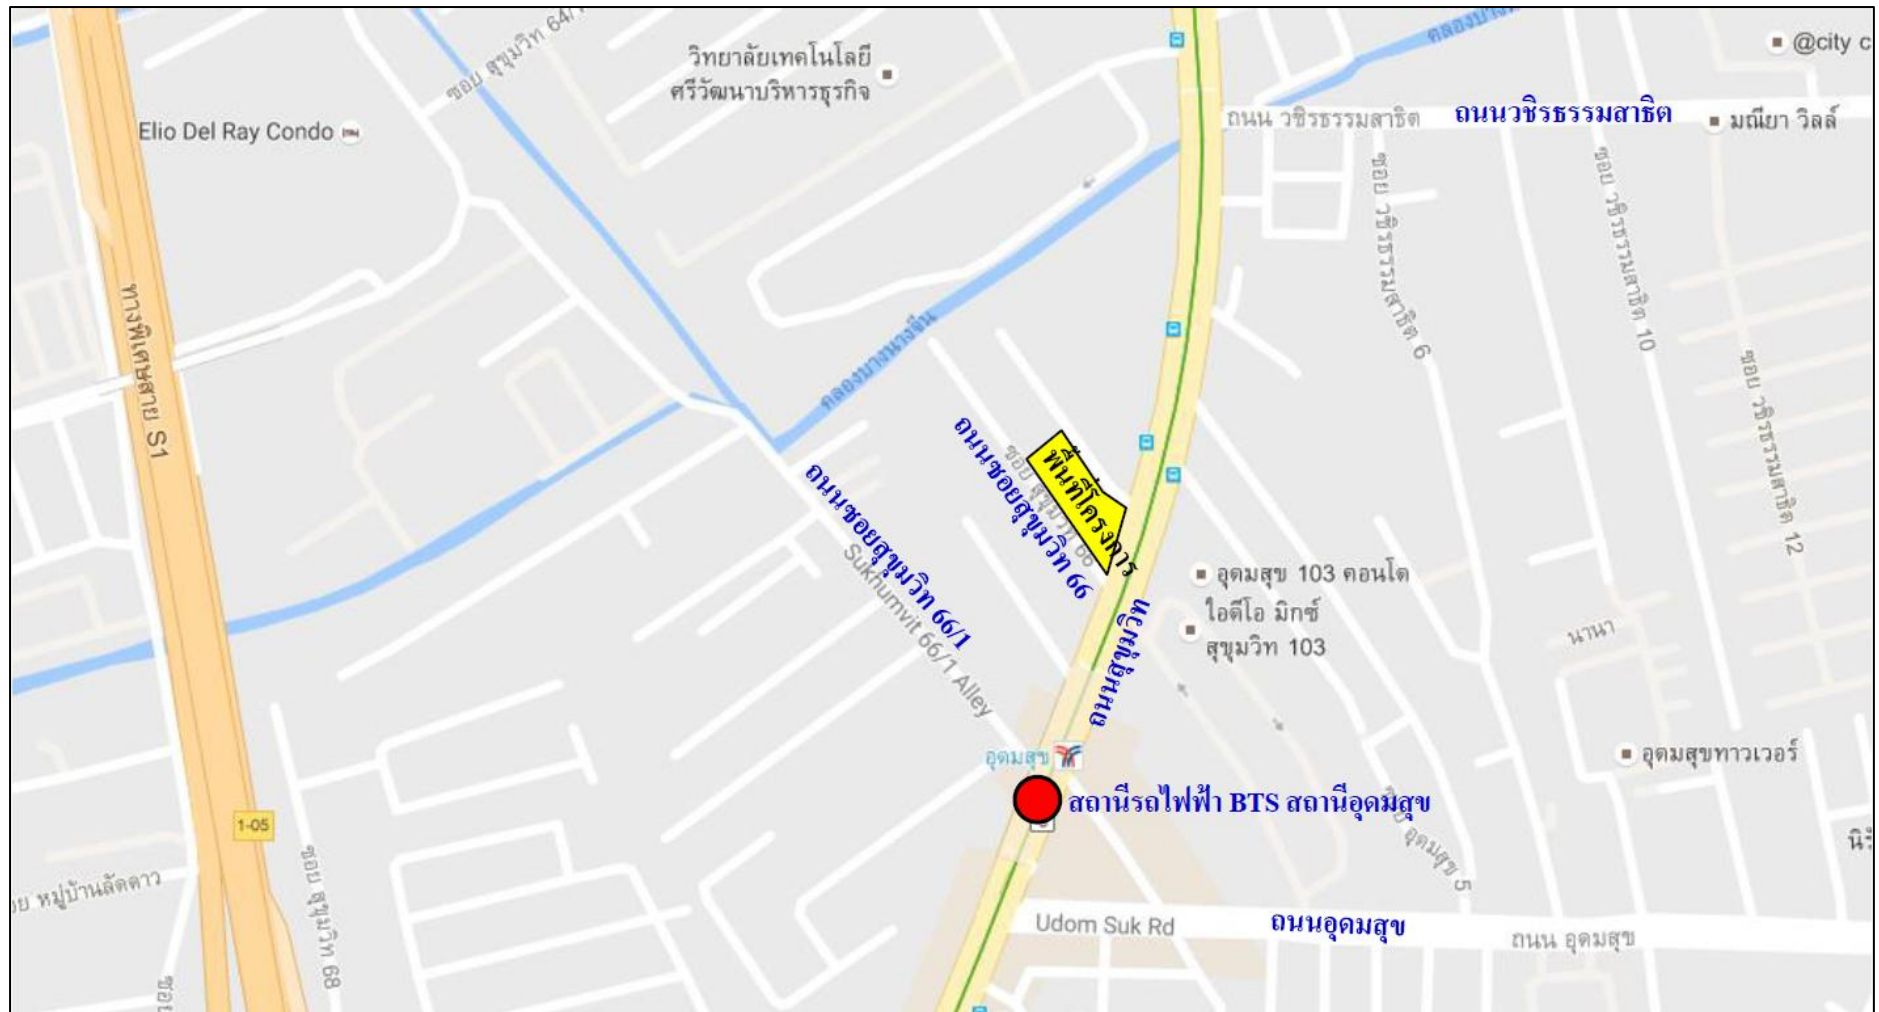 ซอย สุขุมวิท 64/1
วิทยาลัยเทคโนโลยี
ศรีวัฒนาบริหารธุรกิจ
@city c
Elio Del Ray Condo
ถนน วชิรธรรมสาธิต
ถนนวชิรธรรมสาธิต
มณียา วิลล์
ซอย วชิรธรรมสาธิต 6
ซอย วชิรธรรมสาธิต 10
ซอย วชิรธรรมสาธิต 12
ทางพิเศษสาย S1
คลองบางนางจีน
ถนนซอยสุขุมวิท 66
ซอย สุขุมวิท 66
พื้นที่โครงการ
ถนนซอยสุขุมวิท 66/1
Sukhumvit 66/1 Alley
ถนนสุขุมวิท
อุดมสุข 103 คอนโด
ไอดีโอ มิกซ์
สุขุมวิท 103
นานา
อุดมสุขทาวเวอร์
อุดมสุข
สถานีรถไฟฟ้า BTS สถานีอุดมสุข
1-05
ซอย สุขุมวิท 68
ซอย อุดมสุข 5
ย หมู่บ้านลัดดาว
Udom Suk Rd
ถนนอุดมสุข
ถนน อุดมสุข